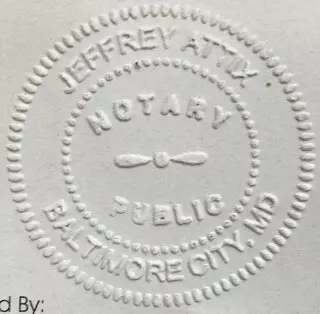 JEFFREY ATTIX
NOTARY
PUBLIC
BALTIMORE CITY, MD
d By: